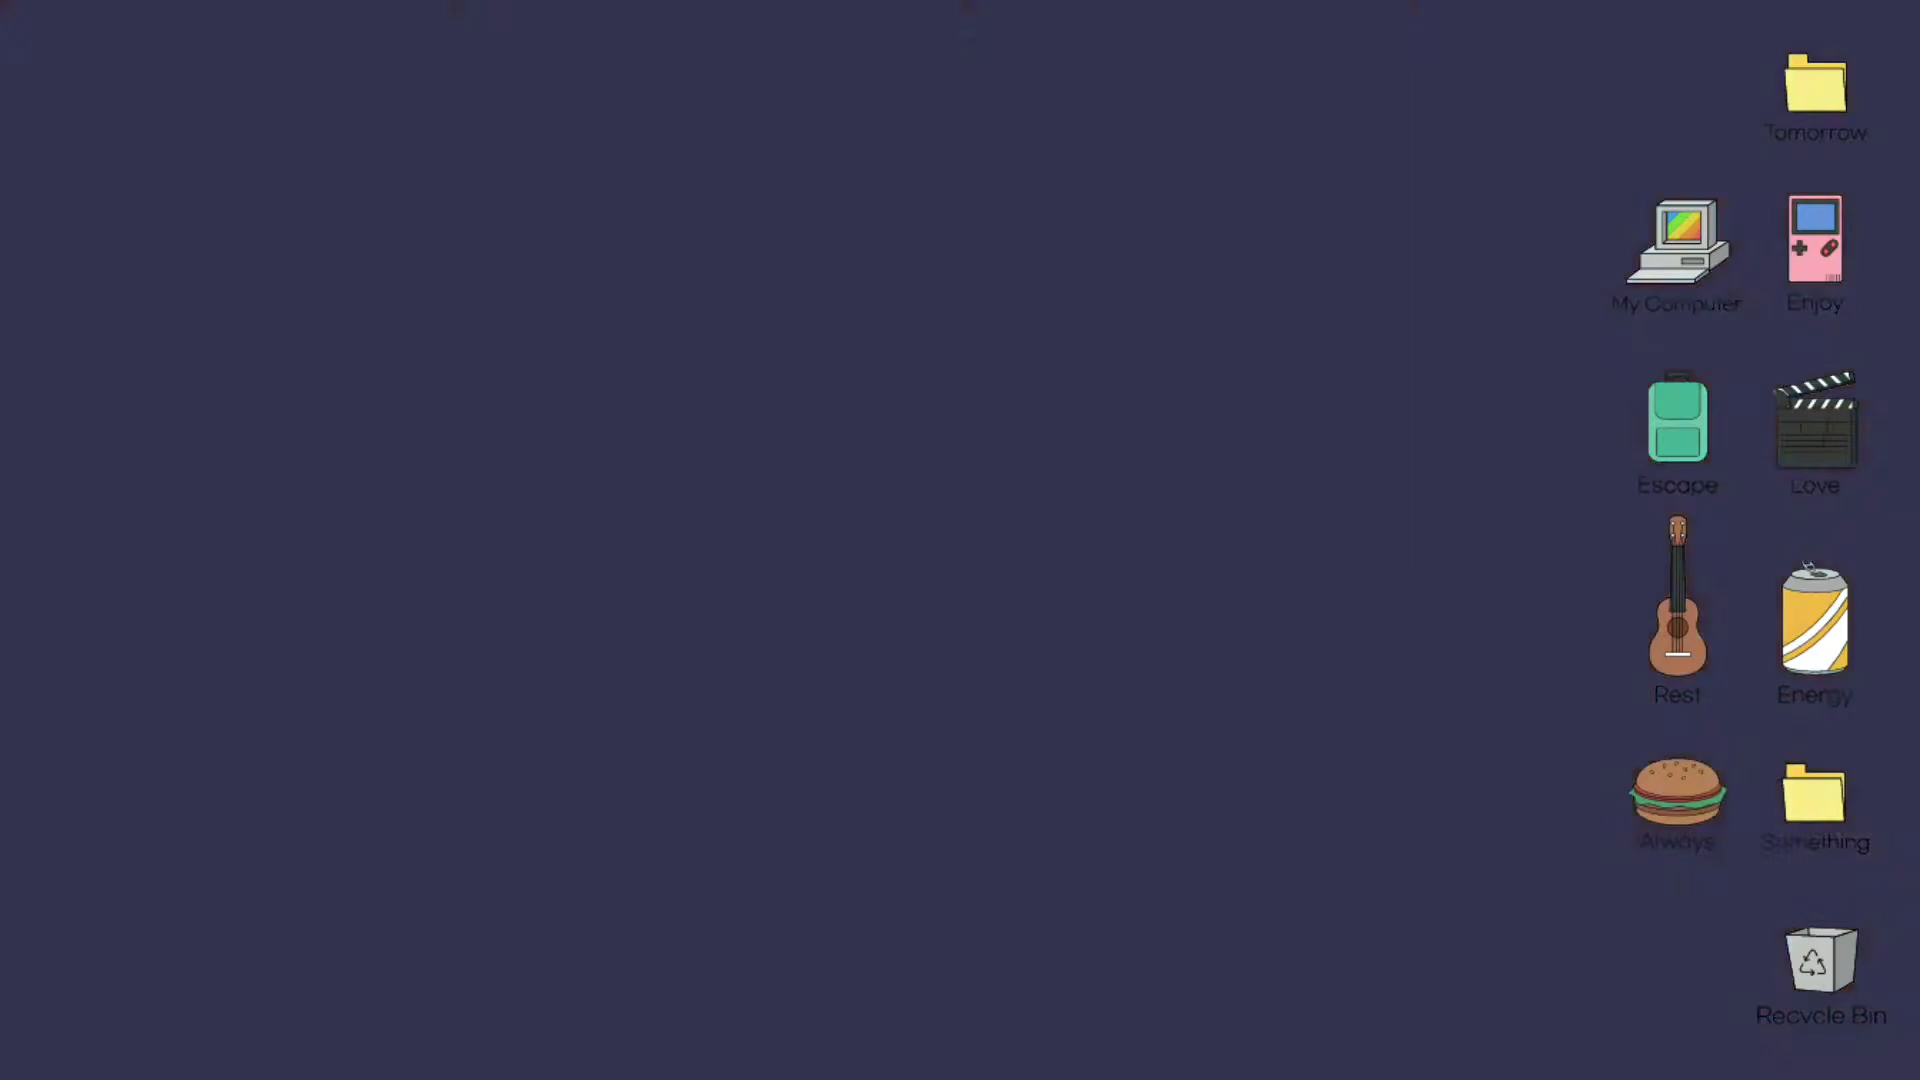 Tomorrow
My Computer
Enjoy
Escape
Love
Rest
Energy
Always
Something
Recycle Bin